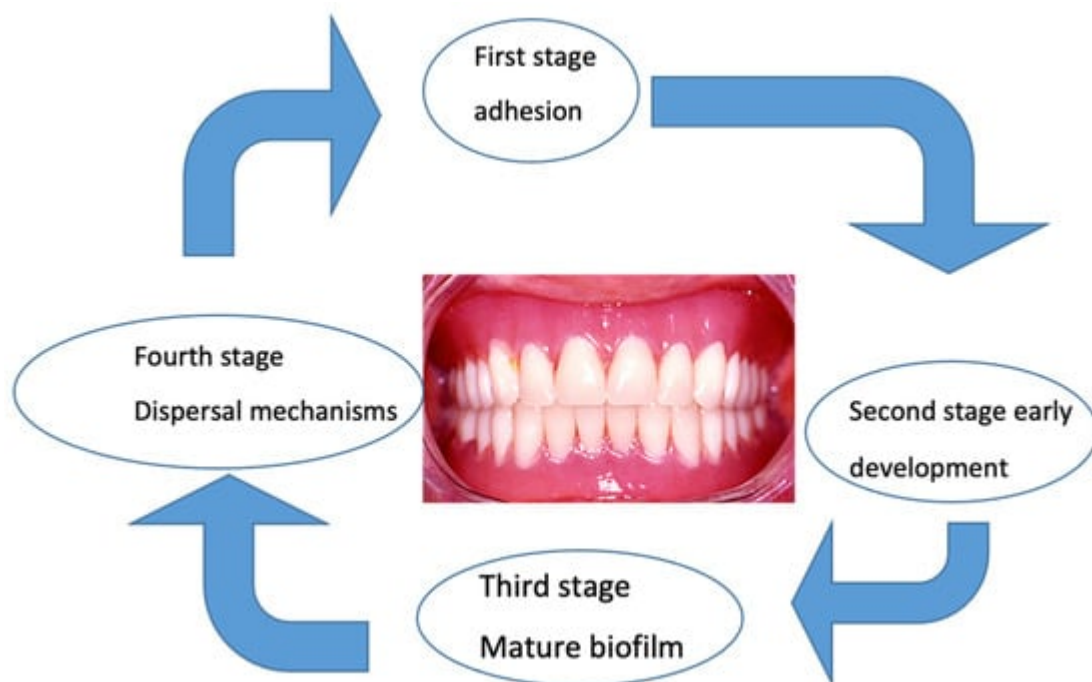 First stage
adhesion
Second stage early
development
Third stage
Mature biofilm
Fourth stage
Dispersal mechanisms